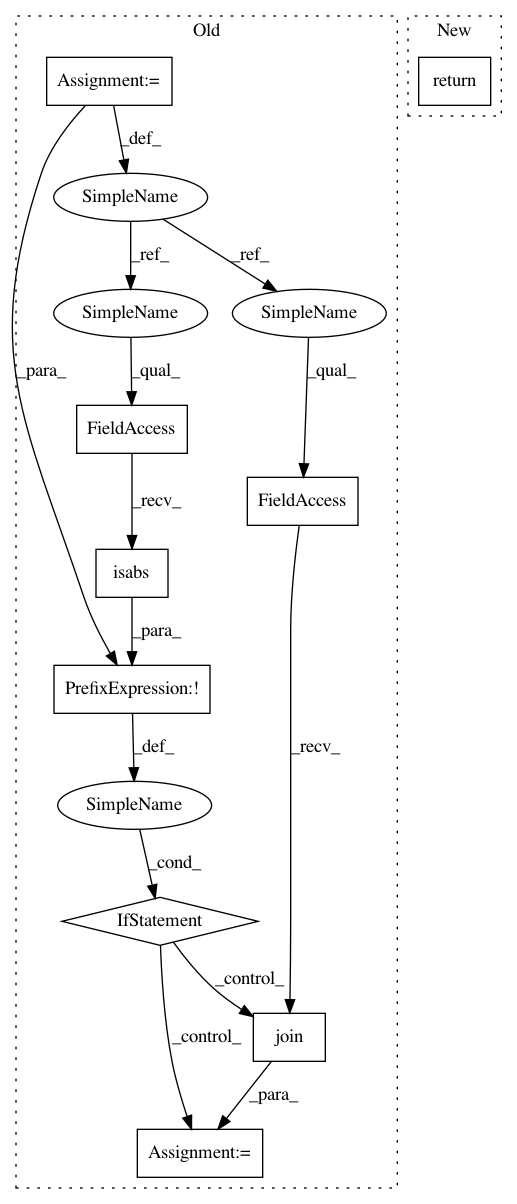 Old
New
Assignment:=
return
_def_
SimpleName
_ref_
_ref_
SimpleName
SimpleName
_para_
_qual_
_qual_
FieldAccess
FieldAccess
_recv_
isabs
_para_
PrefixExpression:!
_recv_
_def_
SimpleName
_cond_
IfStatement
_control_
join
_control_
_para_
Assignment:=